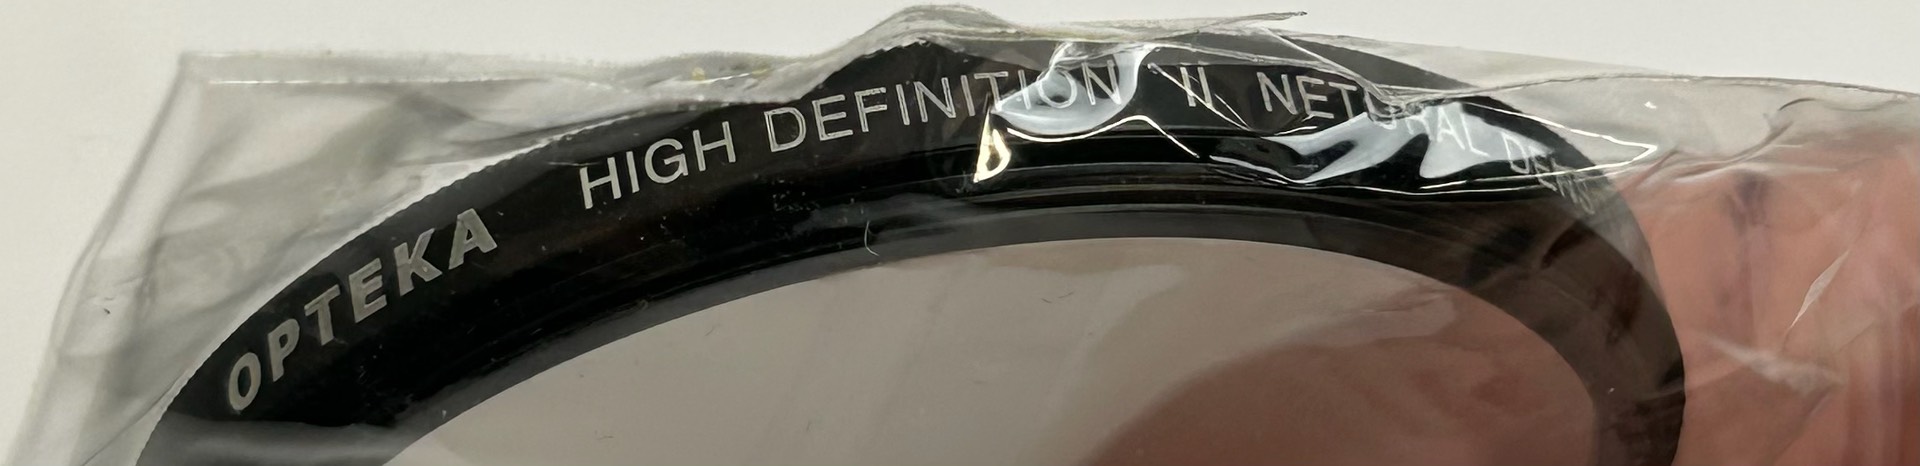 OPTEKA HIGH DEFINITION II NETURAL